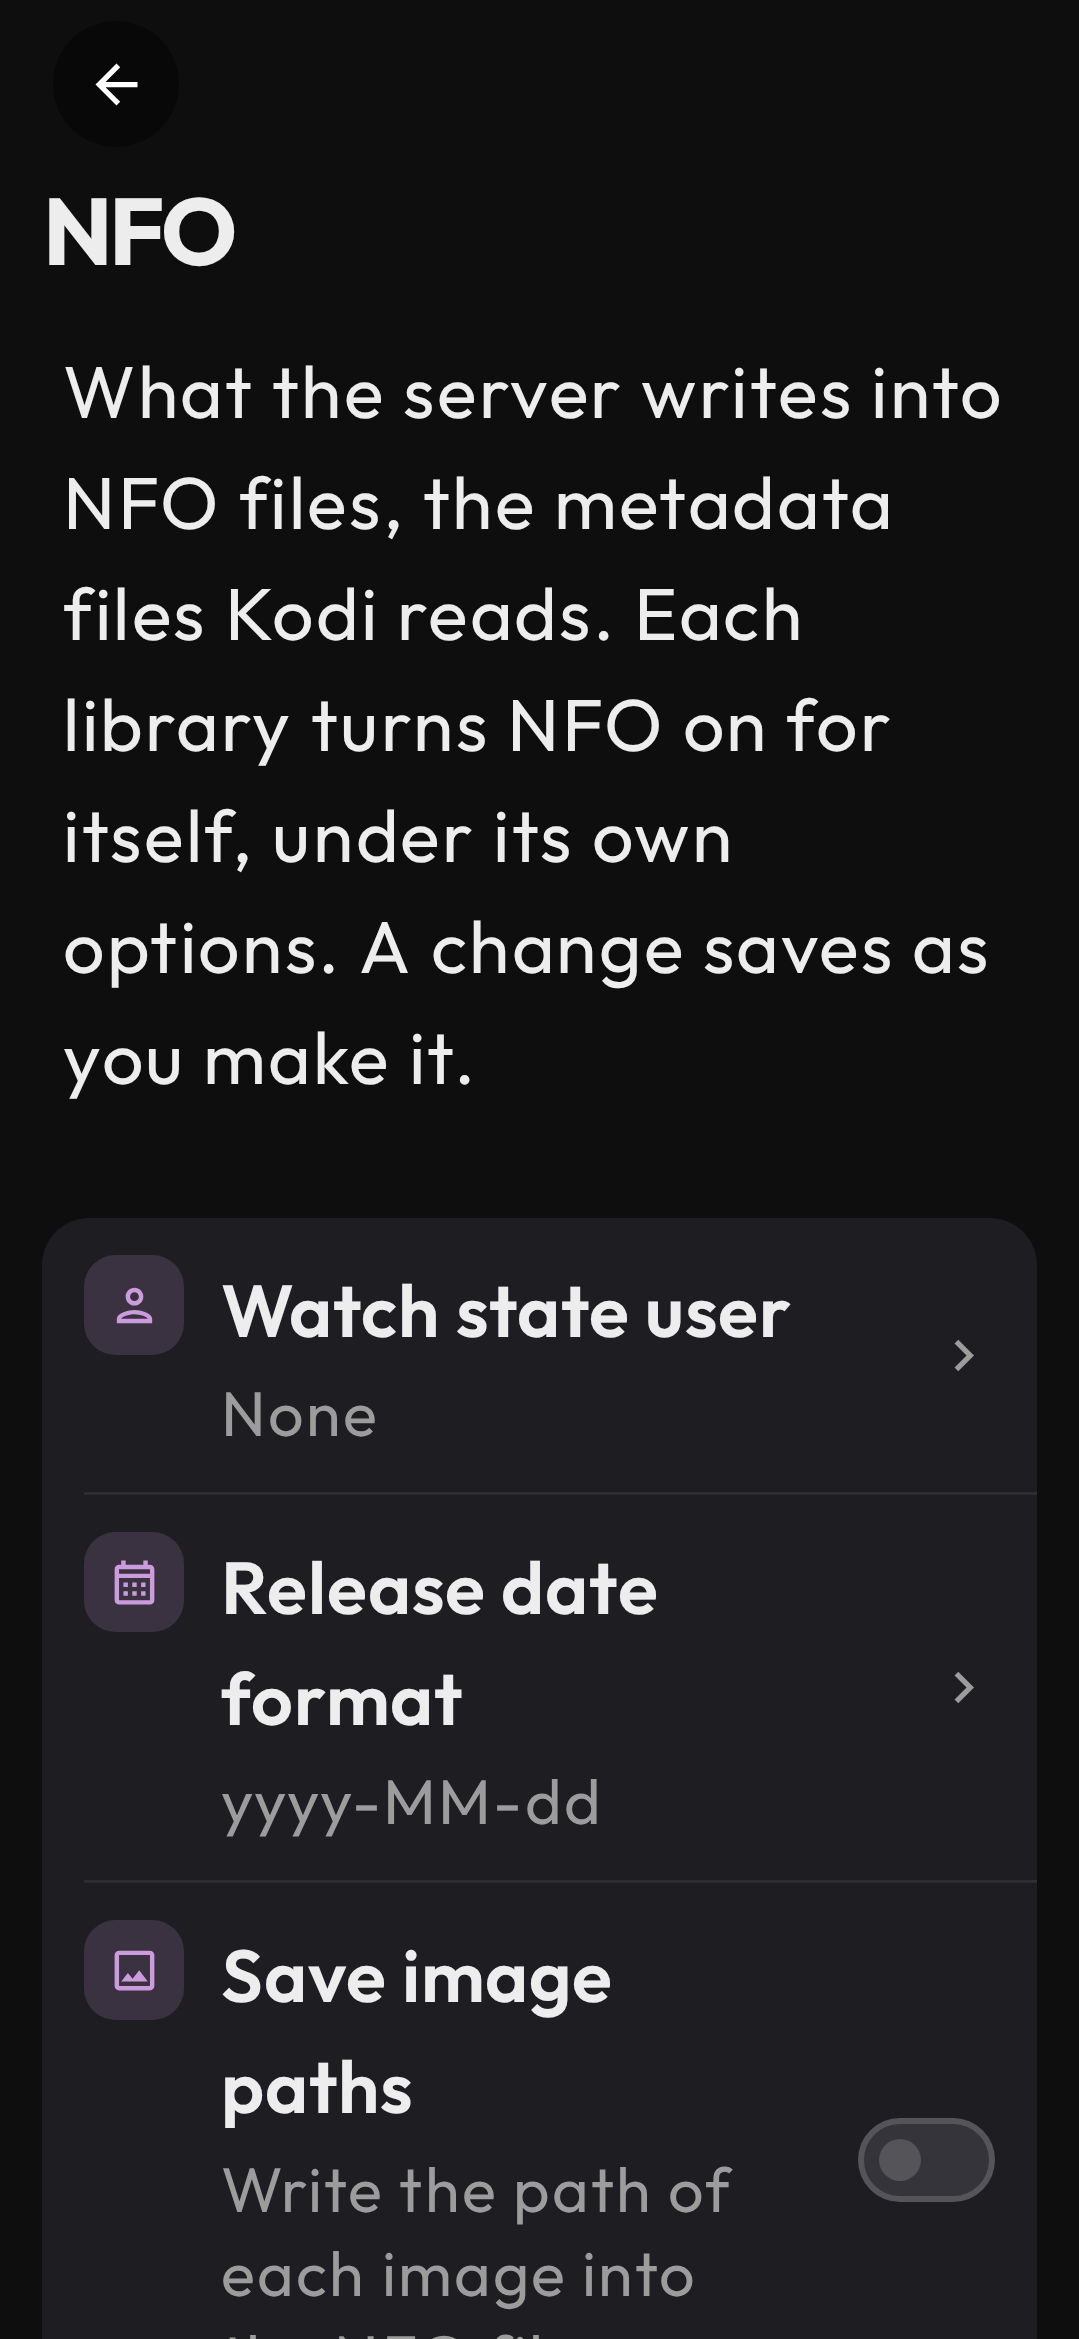 NFO
What the server writes into
NFO files, the metadata
files Kodi reads. Each
library turns NFO on for
itself, under its own
options. A change saves as
you make it.
Watch state user
None
Release date
format
yyyy-MM-dd
Save image
paths
Write the path of
each image into